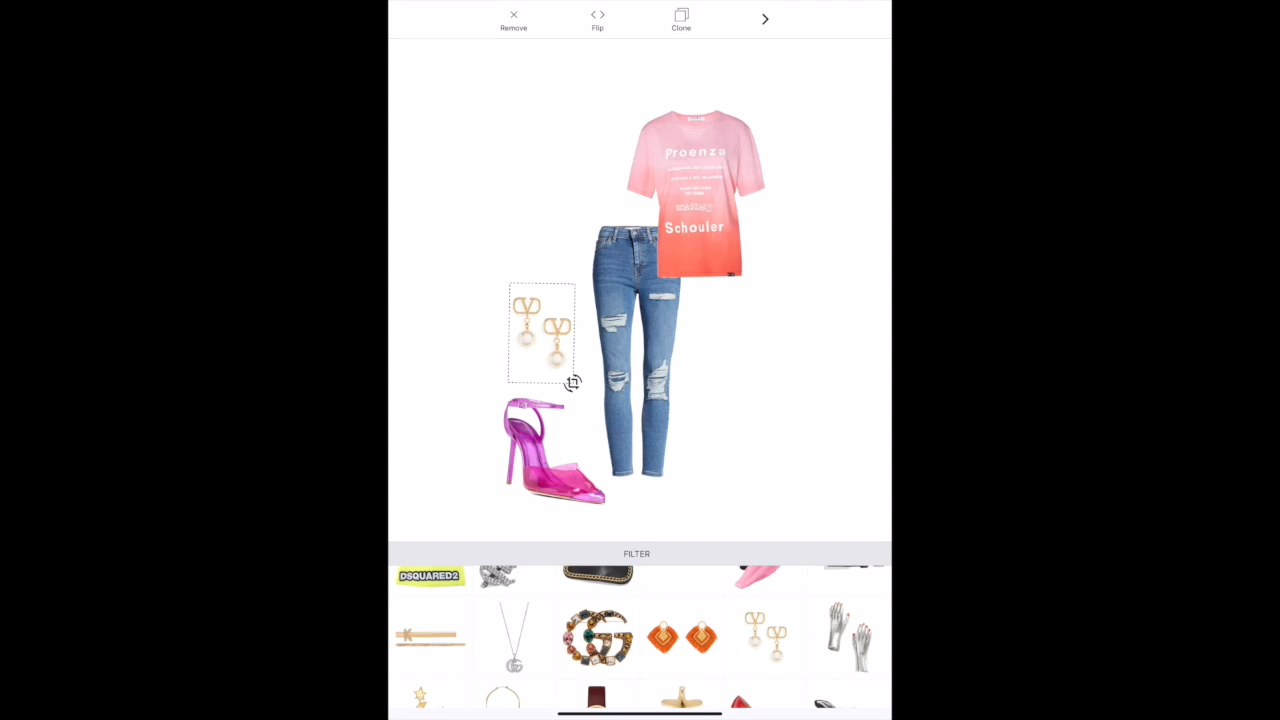 Remove Flip Clone
Proenza
Schouler
FILTER
DSQUARED2
K